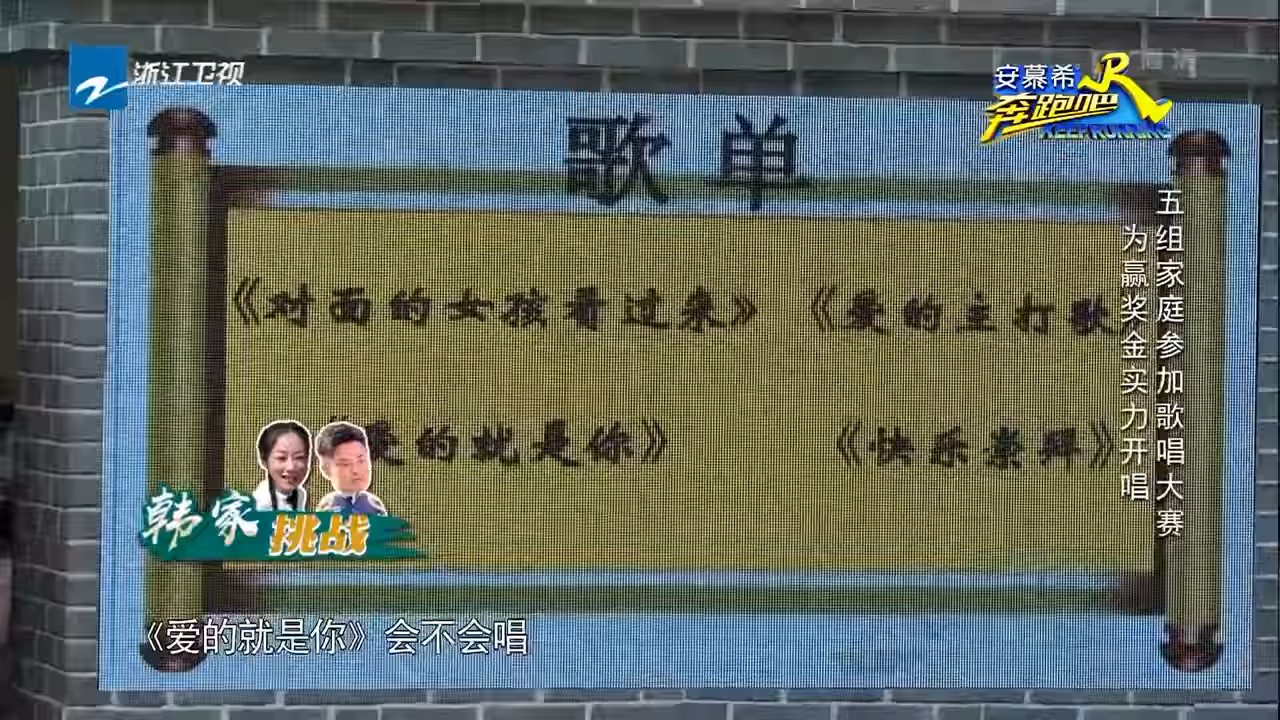 浙江卫视
安慕希
奔跑吧
KEEP RUNNING
高清
歌单
《对面的女孩看过来》
《爱的主打歌
爱的就是你》
《快乐崇拜》
五组家庭参加歌唱大赛
为赢奖金实力开唱
韩家
挑战
《爱的就是你》会不会唱